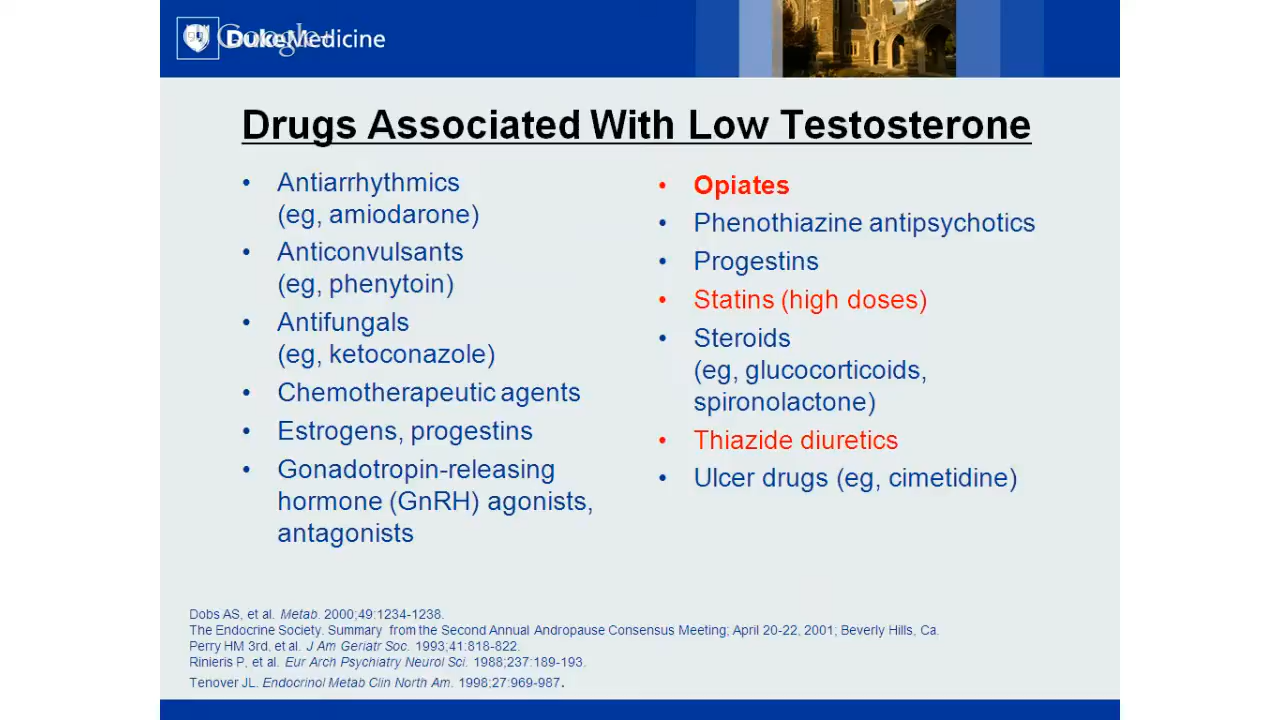 DukeMedicine
Google+
Drugs Associated With Low Testosterone
• Antiarrhythmics
(eg, amiodarone)
• Anticonvulsants
(eg, phenytoin)
• Antifungals
(eg, ketoconazole)
• Chemotherapeutic agents
• Estrogens, progestins
• Gonadotropin-releasing
hormone (GnRH) agonists,
antagonists
• Opiates
• Phenothiazine antipsychotics
• Progestins
• Statins (high doses)
• Steroids
(eg, glucocorticoids,
spironolactone)
• Thiazide diuretics
• Ulcer drugs (eg, cimetidine)
Dobs AS, et al. Metab. 2000;49:1234-1238.
The Endocrine Society. Summary from the Second Annual Andropause Consensus Meeting; April 20-22, 2001; Beverly Hills, Ca.
Perry HM 3rd, et al. J Am Geriatr Soc. 1993;41:818-822.
Rinieris P, et al. Eur Arch Psychiatry Neurol Sci. 1988;237:189-193.
Tenover JL. Endocrinol Metab Clin North Am. 1998;27:969-987.